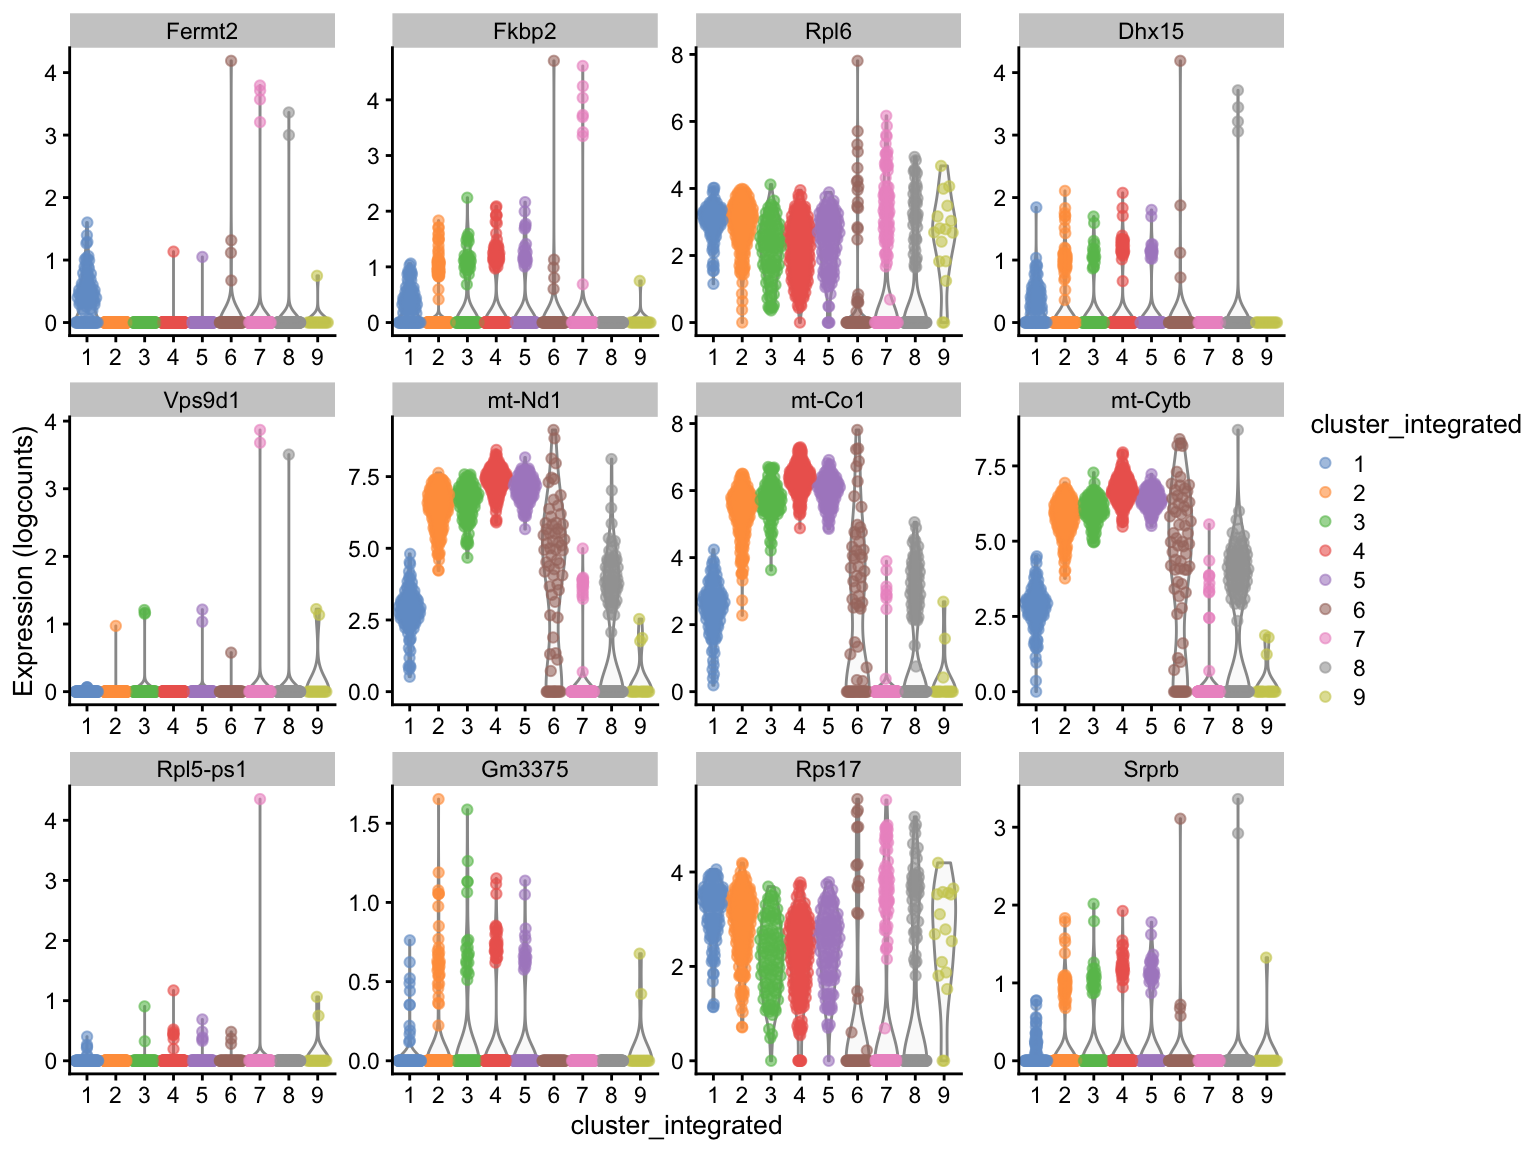 Fermt2 Fkbp2 Rpl6 Dhx15
4 3 2 1 0
4 3 2 1 0
8 6 4 2 0
4 3 2 1 0
1 2 3 4 5 6 7 8 9 1 2 3 4 5 6 7 8 9 1 2 3 4 5 6 7 8 9 1 2 3 4 5 6 7 8 9
Vps9d1 mt-Nd1 mt-Co1 mt-Cytb
Expression (logcounts)
4 3 2 1 0
7.5 5.0 2.5 0.0
8 6 4 2 0
7.5 5.0 2.5 0.0
1 2 3 4 5 6 7 8 9 1 2 3 4 5 6 7 8 9 1 2 3 4 5 6 7 8 9 1 2 3 4 5 6 7 8 9
Rpl5-ps1 Gm3375 Rps17 Srprb
4 3 2 1 0
1.5 1.0 0.5 0.0
4 2 0
3 2 1 0
1 2 3 4 5 6 7 8 9 1 2 3 4 5 6 7 8 9 1 2 3 4 5 6 7 8 9 1 2 3 4 5 6 7 8 9
cluster_integrated
cluster_integrated
1
2
3
4
5
6
7
8
9